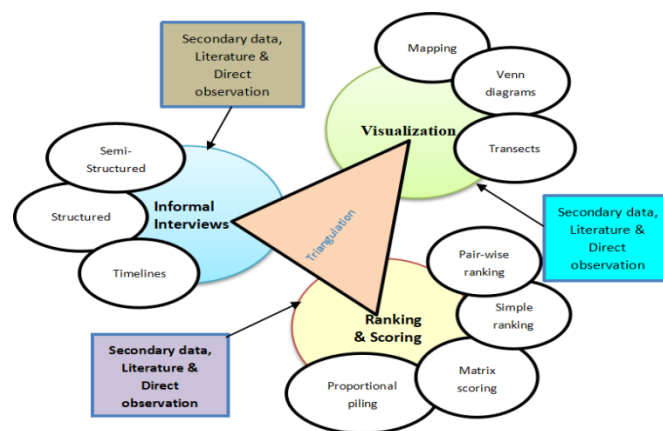 Secondary data,
Literature &
Direct
observation
Mapping
Venn
diagrams
Visualization
Transects
Semi-
Structured
Structured
Informal
Interviews
Timelines
Triangulation
Secondary data,
Literature &
Direct
observation
Pair-wise
ranking
Simple
ranking
Ranking
& Scoring
Matrix
scoring
Proportional
piling
Secondary data,
Literature &
Direct
observation